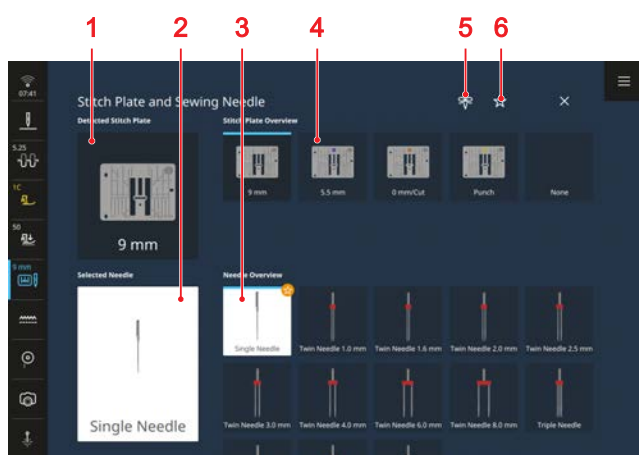 1 2 3 4 5 6
07:41
Stitch Plate and Sewing Needle
Detected Stitch Plate
Stitch Plate Overview
5.25
9 mm
5.5 mm
0 mm/Cut
Punch
None
1C
50
9 mm
9 mm
Selected Needle
Needle Overview
Single Needle
Twin Needle 1.0 mm
Twin Needle 1.6 mm
Twin Needle 2.0 mm
Twin Needle 2.5 mm
Single Needle
Twin Needle 3.0 mm
Twin Needle 4.0 mm
Twin Needle 6.0 mm
Twin Needle 8.0 mm
Triple Needle